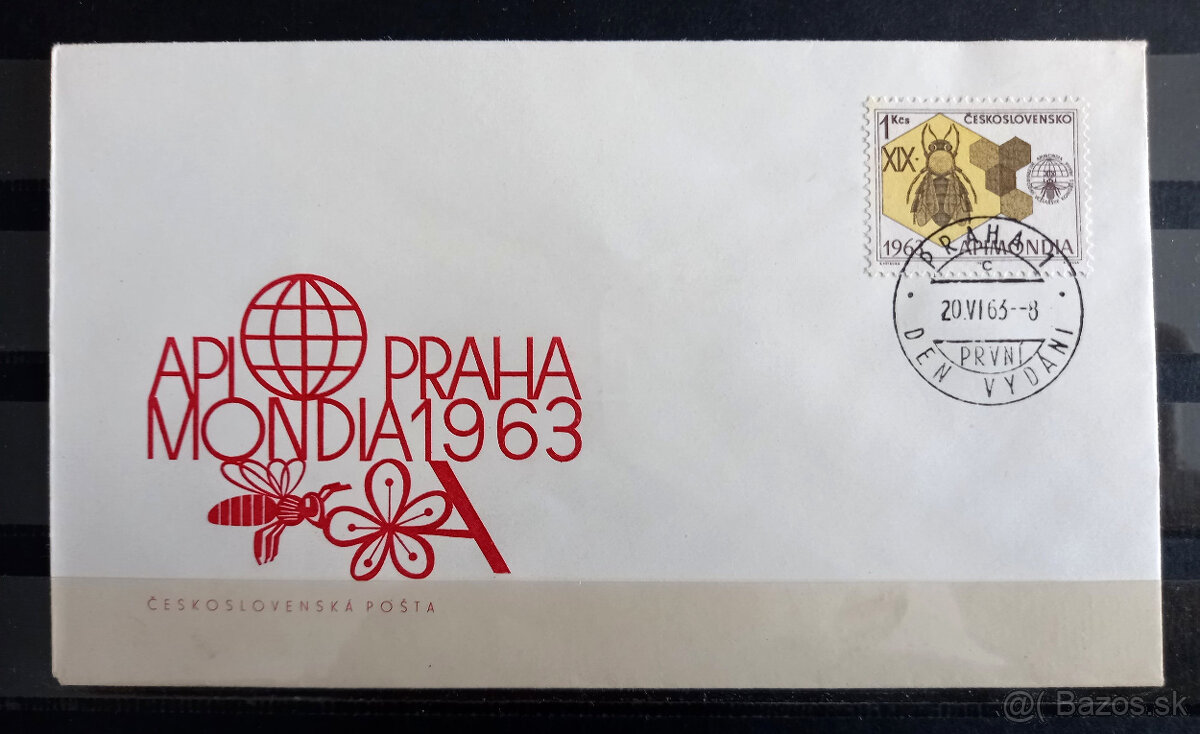 1 Kcs ČESKOSLOVENSKO
XIX.
1963 APIMONDIA
PRAHA 1
C
20.VI 63--8
PRVNÍ
DEN VYDÁNÍ
API PRAHA
MONDIA 1963
A
ČESKOSLOVENSKÁ POŠTA
@( Bazos.sk